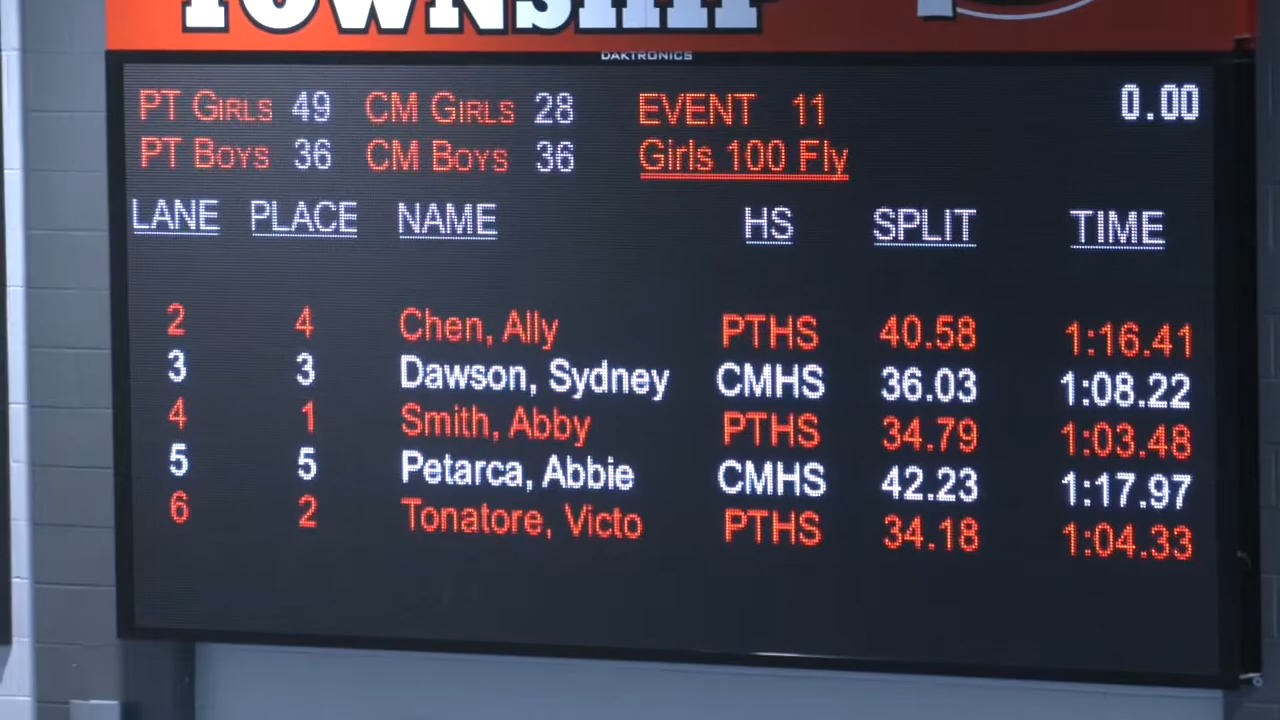 TOWNSHIP
DAKTRONICS
PT GIRLS 49 CM GIRLS 28 EVENT 11 0.00
PT BOYS 36 CM BOYS 36 Girls 100 Fly
LANE PLACE NAME HS SPLIT TIME
2 4 Chen, Ally PTHS 40.58 1:16.41
3 3 Dawson, Sydney CMHS 36.03 1:08.22
4 1 Smith, Abby PTHS 34.79 1:03.48
5 5 Petarca, Abbie CMHS 42.23 1:17.97
6 2 Tonatore, Victo PTHS 34.18 1:04.33